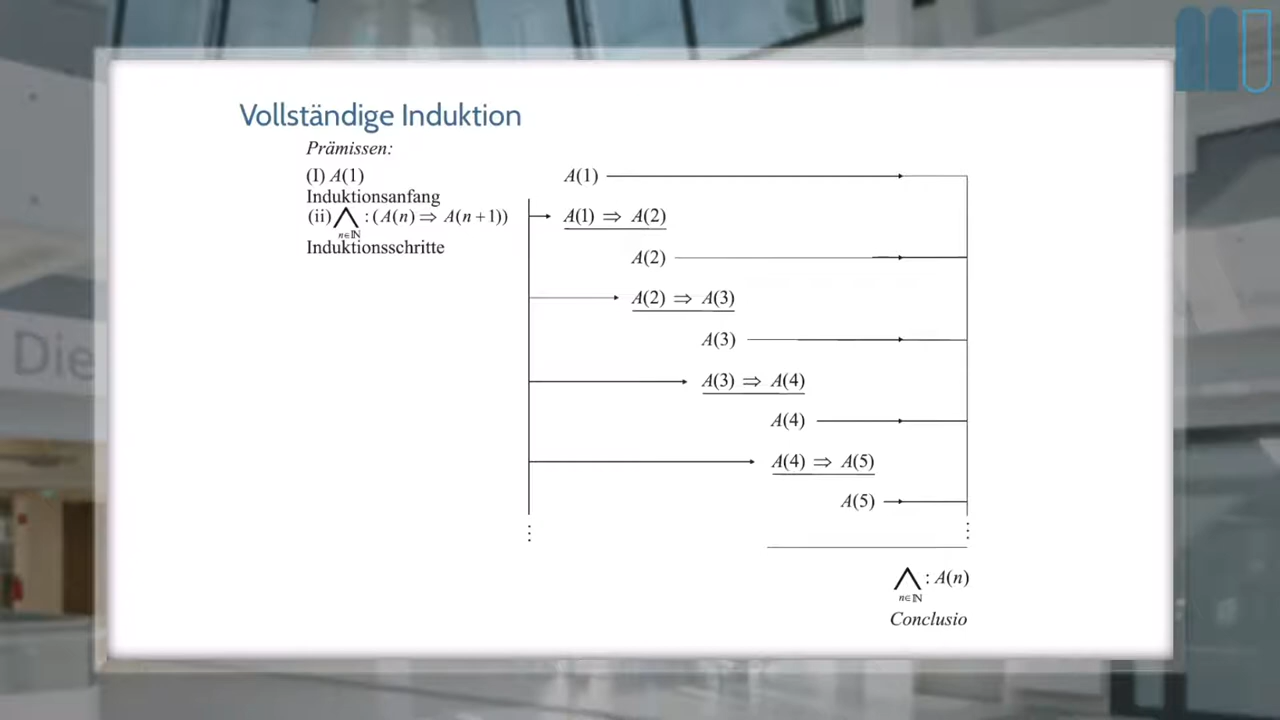 Vollständige Induktion
Prämissen:
(I) A(1)
Induktionsanfang
(ii) ⋀ : (A(n) ⇒ A(n+1))
n∈ℕ
Induktionsschritte
A(1)
A(1) ⇒ A(2)
A(2)
A(2) ⇒ A(3)
A(3)
A(3) ⇒ A(4)
A(4)
A(4) ⇒ A(5)
A(5)
⋮
⋮
⋀ : A(n)
n∈ℕ
Conclusio
Die